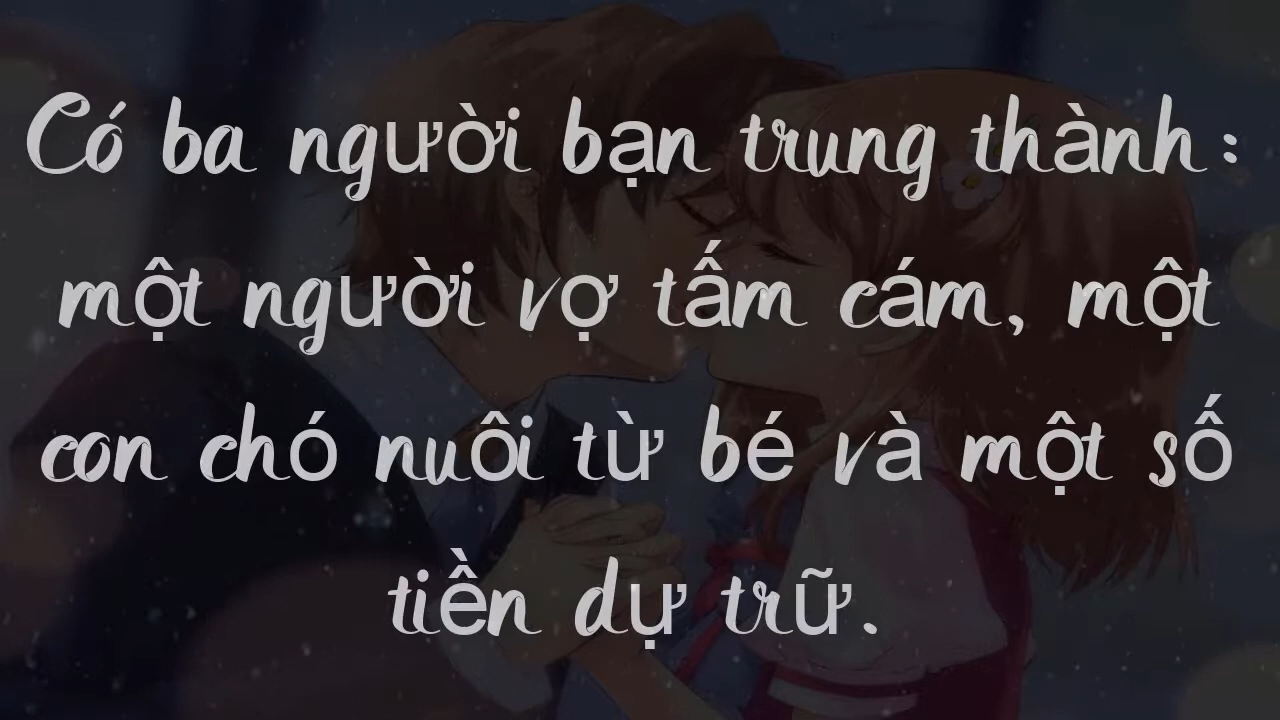 Có ba người bạn trung thành:
một người vợ tấm cám, một
con chó nuôi từ bé và một số
tiền dự trữ.